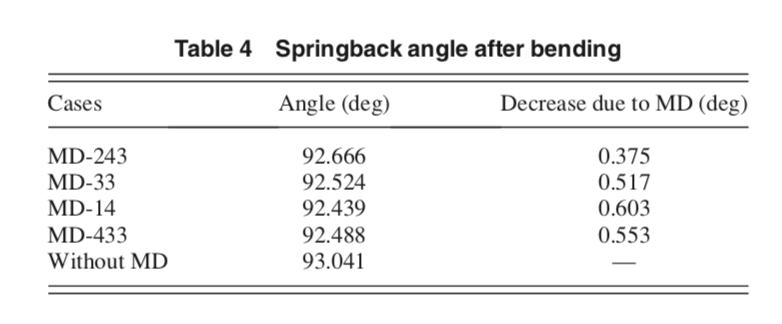 Table 4 Springback angle after bending
Cases Angle (deg) Decrease due to MD (deg)
MD-243 92.666 0.375
MD-33 92.524 0.517
MD-14 92.439 0.603
MD-433 92.488 0.553
Without MD 93.041 —